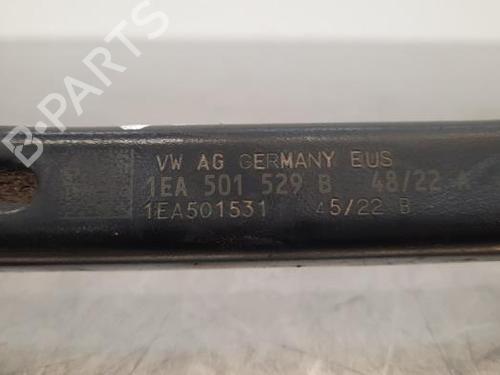 VW AG GERMANY EUS
1EA 501 529 B 48/22 A
1EA501531 45/22 B
B-PARTS